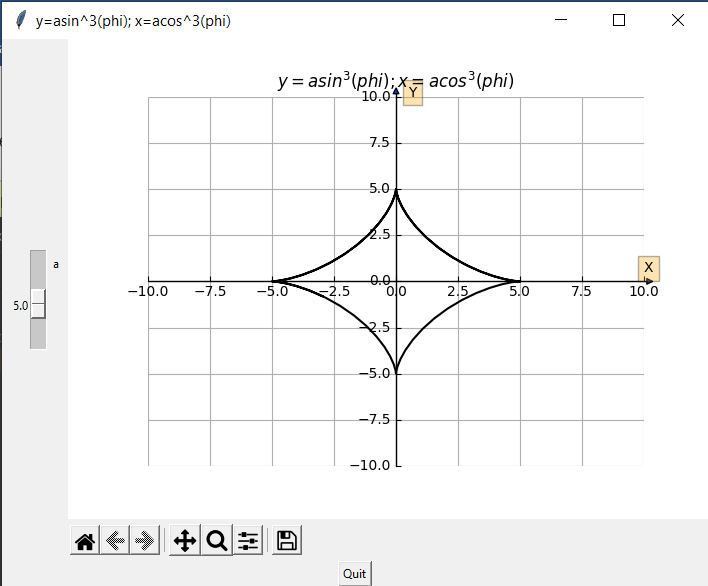 y=asin^3(phi); x=acos^3(phi)
y = asin³(phi); x = acos³(phi)
Y
10.0
7.5
5.0
2.5
a
X
0.0
−10.0 −7.5 −5.0 −2.5 0.0 2.5 5.0 7.5 10.0
5.0
−2.5
−5.0
−7.5
−10.0
Quit